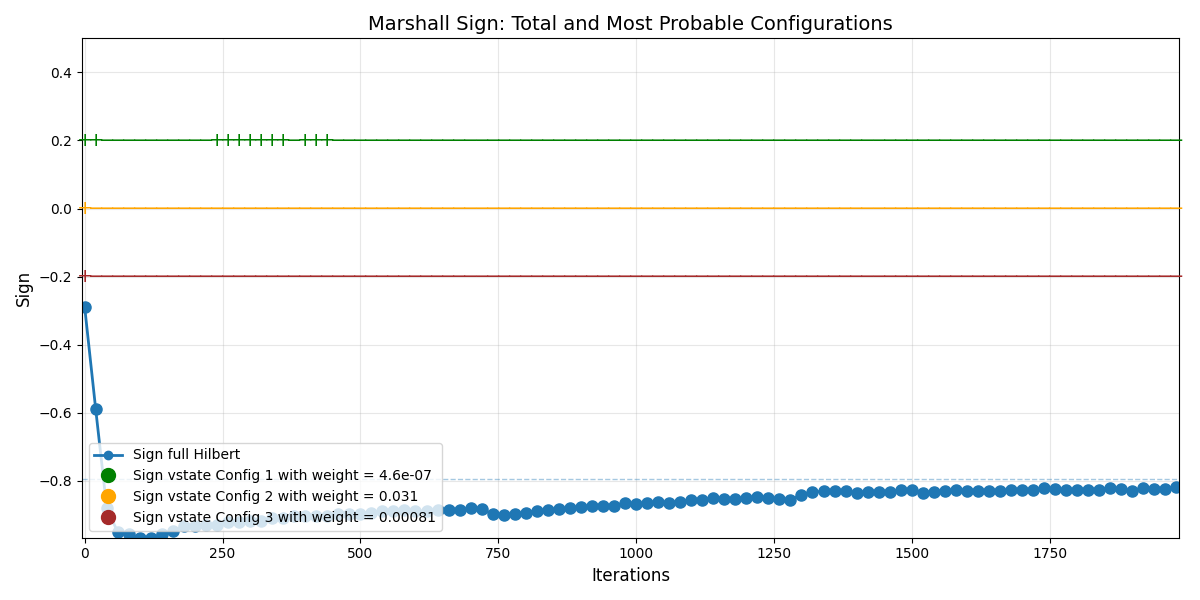 Marshall Sign: Total and Most Probable Configurations
Sign
0.4
0.2
0.0
−0.2
−0.4
−0.6
−0.8
Sign full Hilbert
Sign vstate Config 1 with weight = 4.6e-07
Sign vstate Config 2 with weight = 0.031
Sign vstate Config 3 with weight = 0.00081
0 250 500 750 1000 1250 1500 1750
Iterations